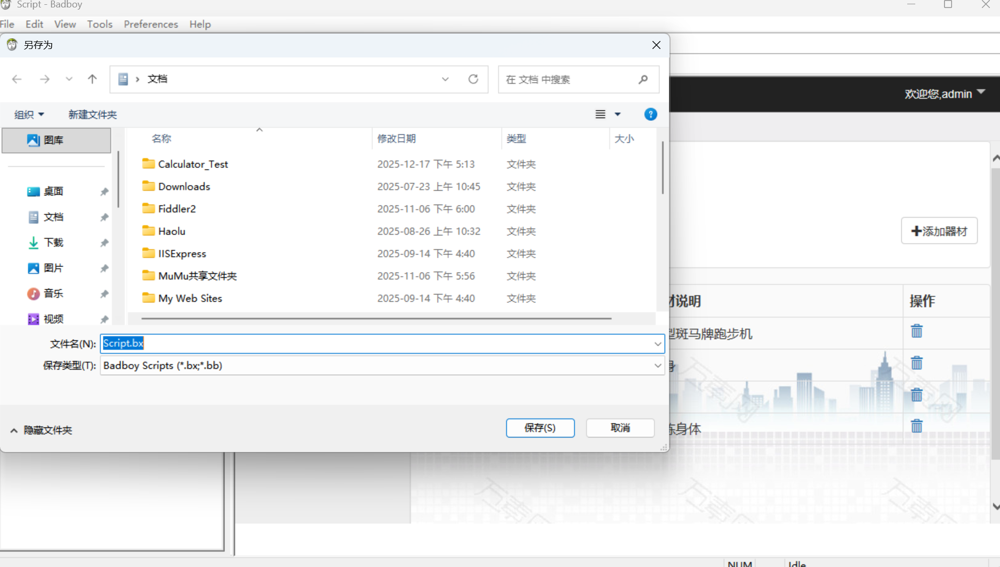 Script - Badboy
File Edit View Tools Preferences Help
另存为
文档
在 文档 中搜索
欢迎您,admin
组织 新建文件夹
图库
名称 修改日期 类型 大小
Calculator_Test 2025-12-17 下午 5:13 文件夹
Downloads 2025-07-23 上午 10:45 文件夹
Fiddler2 2025-11-06 下午 6:00 文件夹
Haolu 2025-08-26 上午 10:32 文件夹
IISExpress 2025-09-14 下午 4:40 文件夹
MuMu共享文件夹 2025-11-06 下午 5:56 文件夹
My Web Sites 2025-09-14 下午 4:40 文件夹
桌面
文档
下载
图片
音乐
视频
添加器材
材说明 操作
型斑马牌跑步机
身
炼身体
文件名(N): Script.bx
保存类型(T): Badboy Scripts (*.bx;*.bb)
隐藏文件夹 保存(S) 取消
NUM Idle